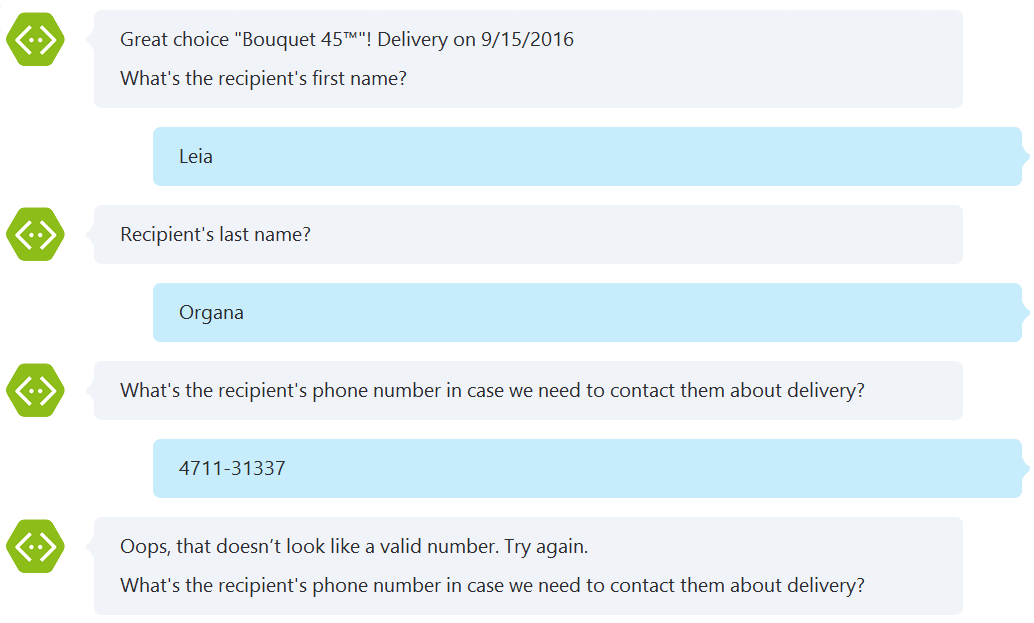 Great choice "Bouquet 45™"! Delivery on 9/15/2016
What's the recipient's first name?
Leia
Recipient's last name?
Organa
What's the recipient's phone number in case we need to contact them about delivery?
4711-31337
Oops, that doesn’t look like a valid number. Try again.
What's the recipient's phone number in case we need to contact them about delivery?